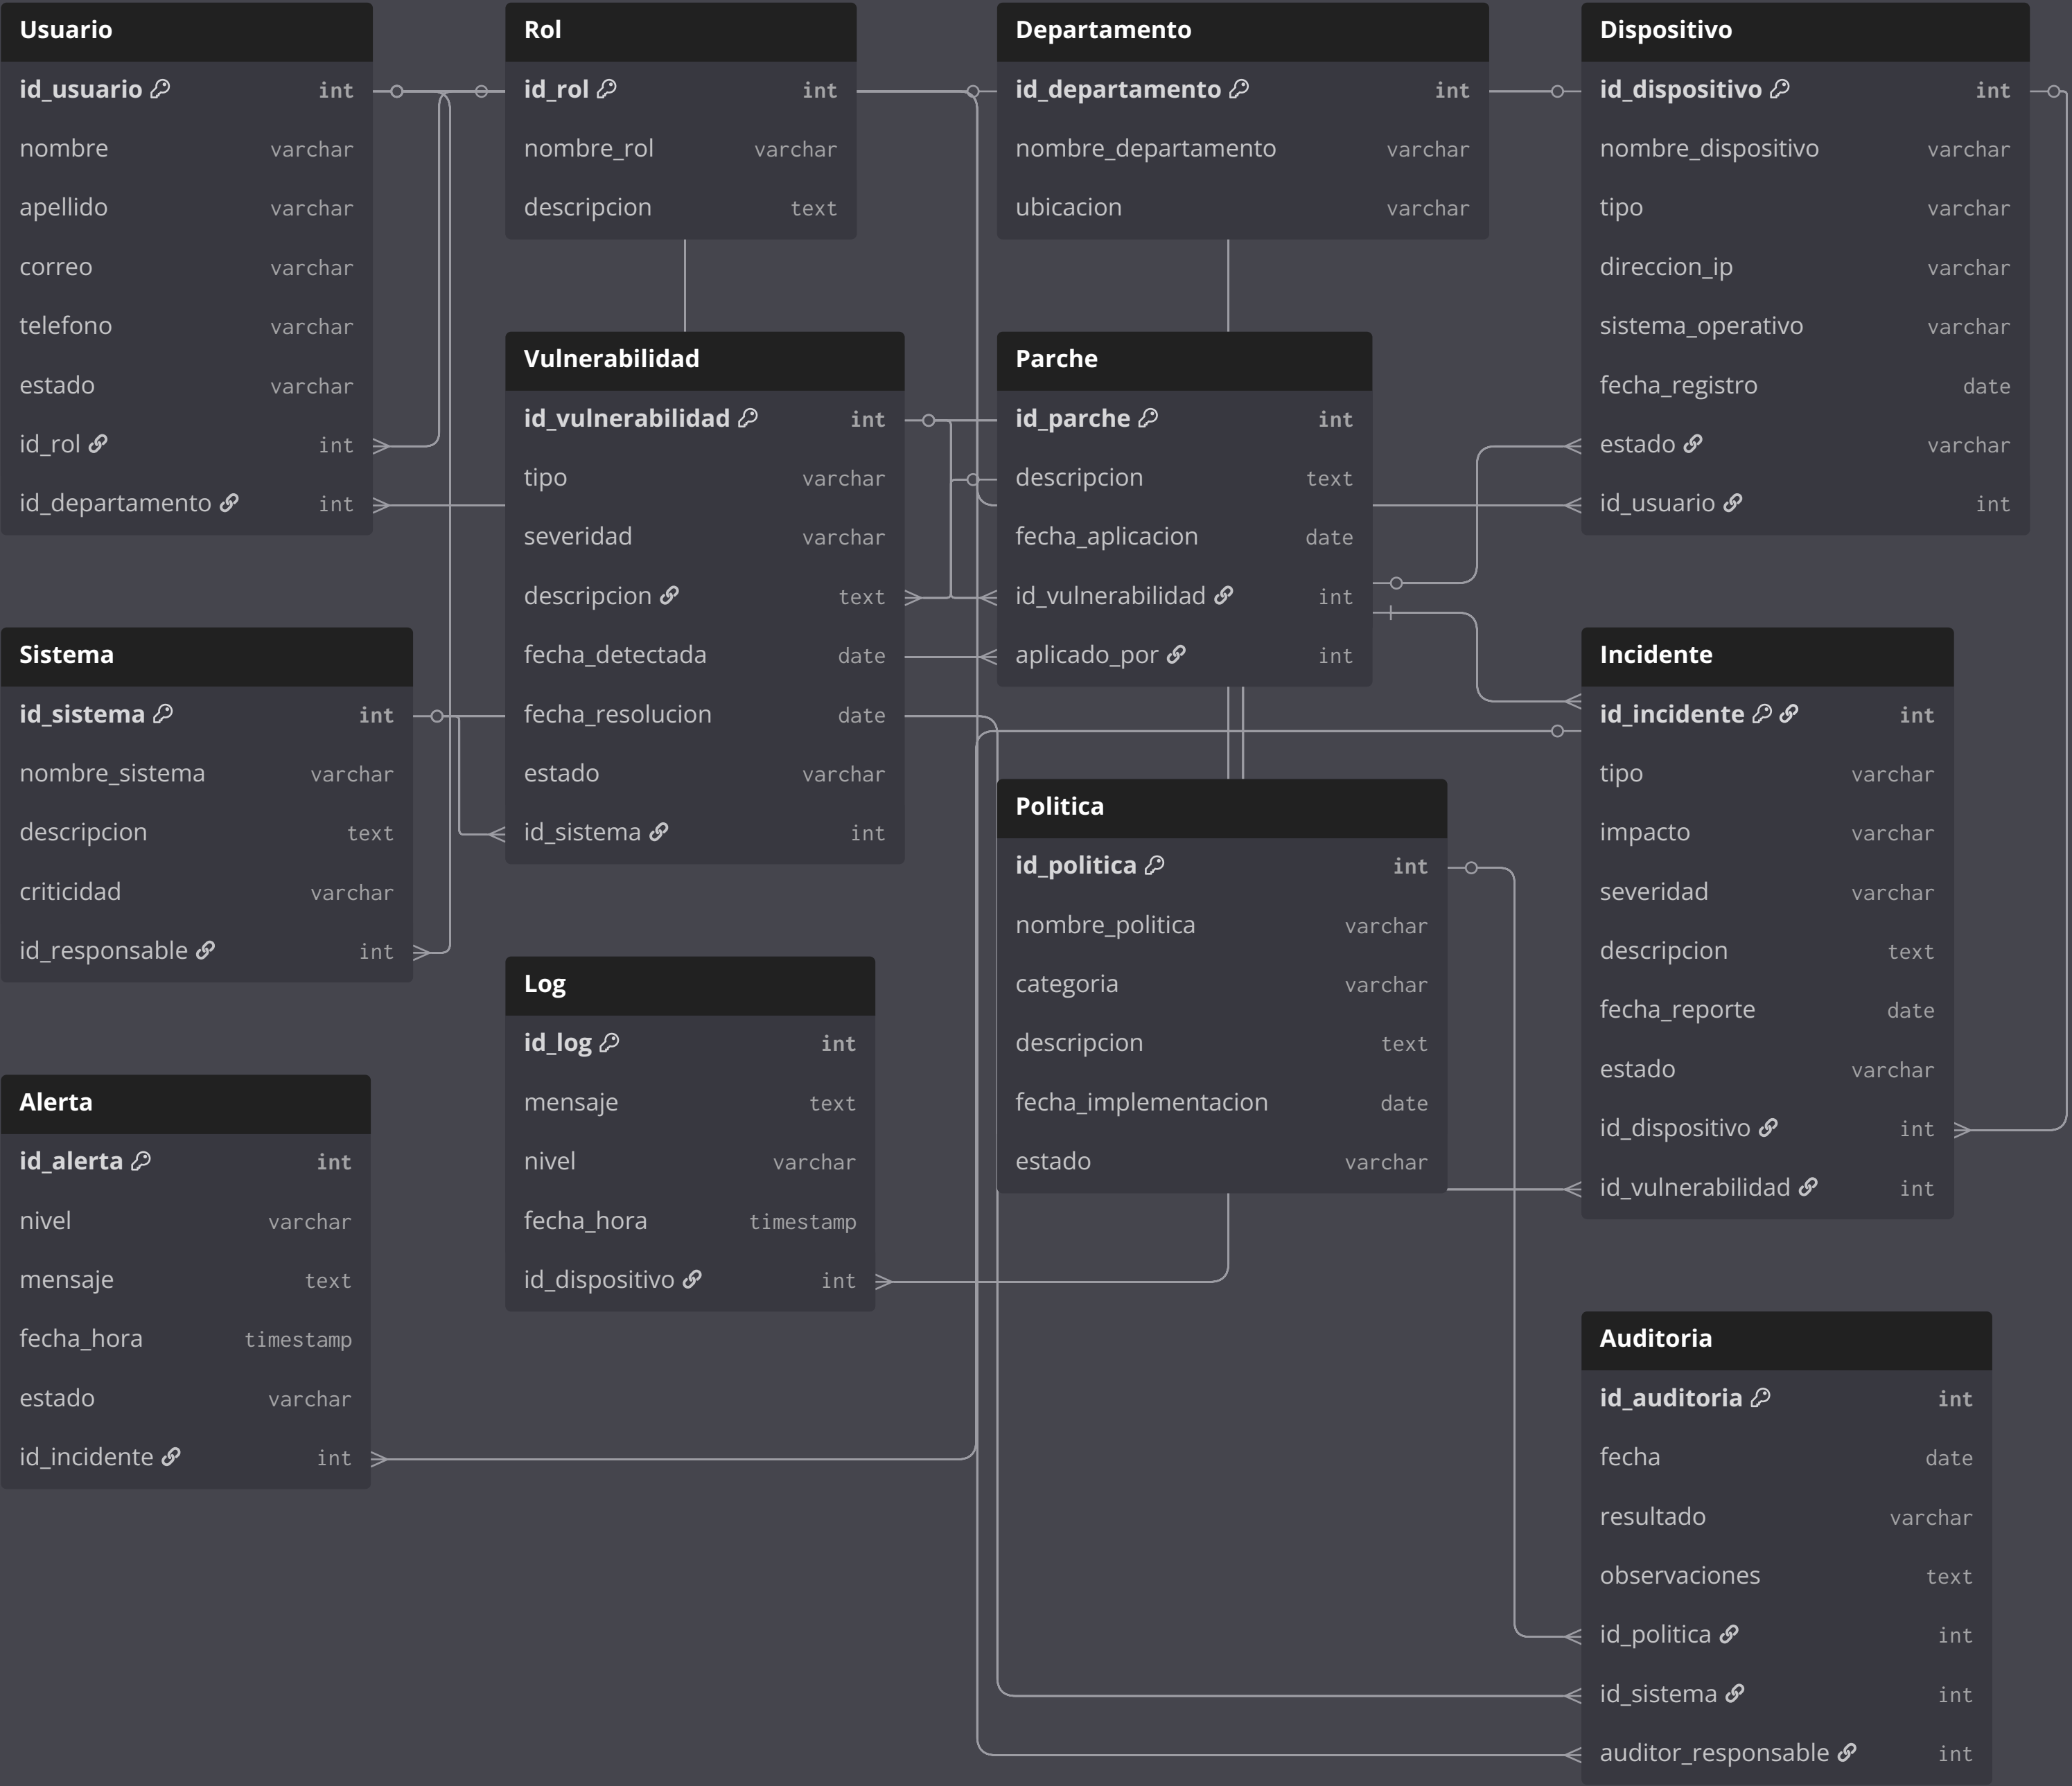 Usuario
id_usuario int
nombre varchar
apellido varchar
correo varchar
telefono varchar
estado varchar
id_rol int
id_departamento int
Rol
id_rol int
nombre_rol varchar
descripcion text
Departamento
id_departamento int
nombre_departamento varchar
ubicacion varchar
Dispositivo
id_dispositivo int
nombre_dispositivo varchar
tipo varchar
direccion_ip varchar
sistema_operativo varchar
fecha_registro date
estado varchar
id_usuario int
Vulnerabilidad
id_vulnerabilidad int
tipo varchar
severidad varchar
descripcion text
fecha_detectada date
fecha_resolucion date
estado varchar
id_sistema int
Parche
id_parche int
descripcion text
fecha_aplicacion date
id_vulnerabilidad int
aplicado_por int
Sistema
id_sistema int
nombre_sistema varchar
descripcion text
criticidad varchar
id_responsable int
Incidente
id_incidente int
tipo varchar
impacto varchar
severidad varchar
descripcion text
fecha_reporte date
estado varchar
id_dispositivo int
id_vulnerabilidad int
Politica
id_politica int
nombre_politica varchar
categoria varchar
descripcion text
fecha_implementacion date
estado varchar
Log
id_log int
mensaje text
nivel varchar
fecha_hora timestamp
id_dispositivo int
Alerta
id_alerta int
nivel varchar
mensaje text
fecha_hora timestamp
estado varchar
id_incidente int
Auditoria
id_auditoria int
fecha date
resultado varchar
observaciones text
id_politica int
id_sistema int
auditor_responsable int